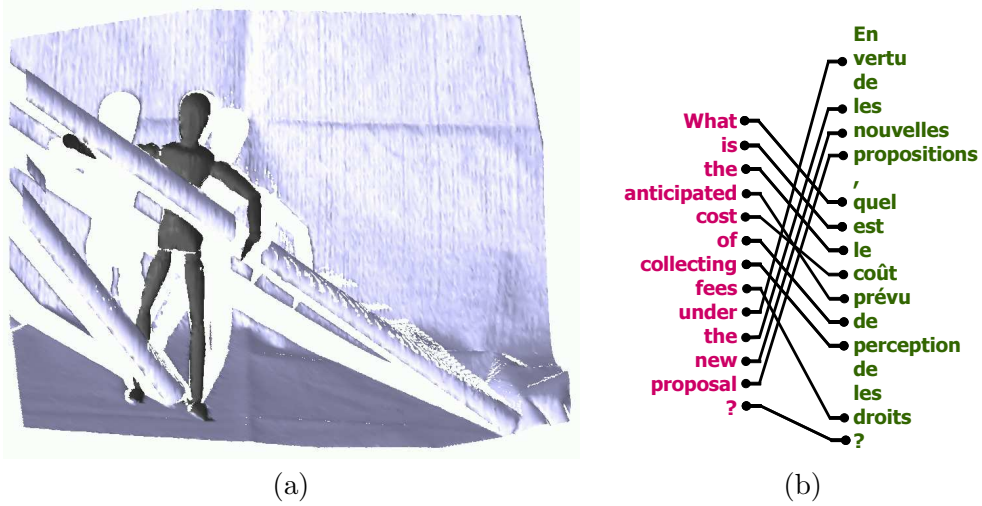 En
vertu
de
les
nouvelles
propositions
,
quel
est
le
coût
prévu
de
perception
de
les
droits
?
What
is
the
anticipated
cost
of
collecting
fees
under
the
new
proposal
?
(a)
(b)